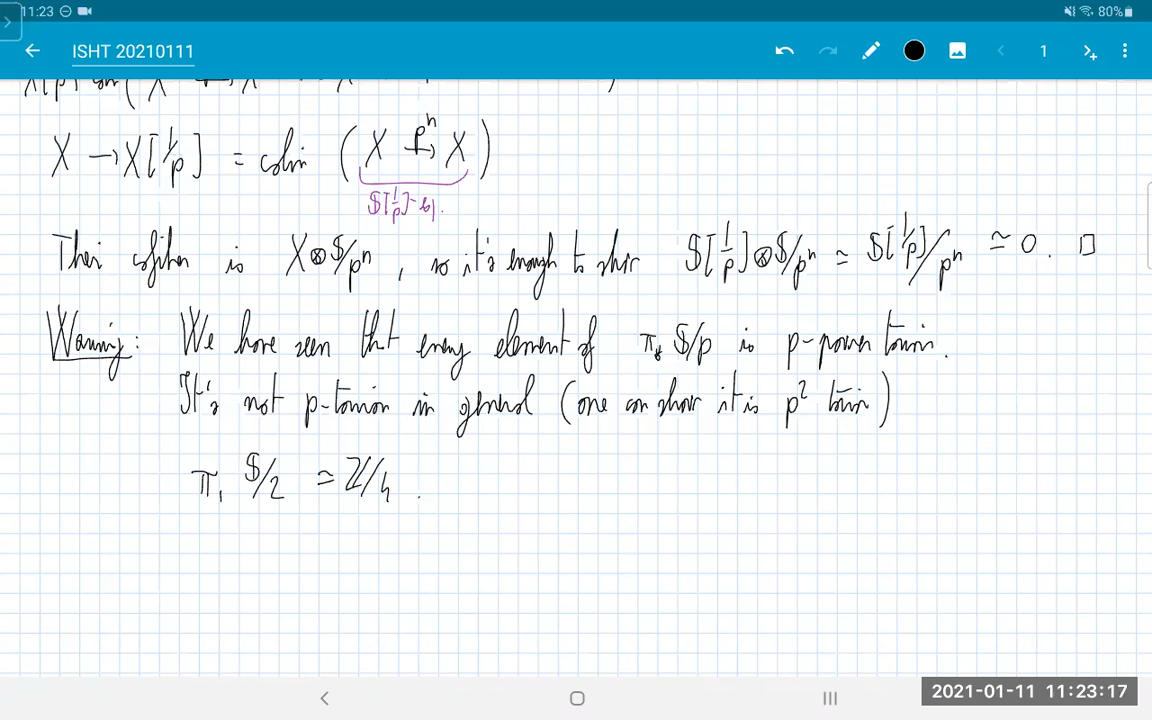 11:23
80%
ISHT 20210111
1
X → X[1/p] = colim ( X →^{p^n} X )
$[1/p]-eq.
Their cofiber is X⊗$/p^n , so it's enough to show $[1/p]⊗$/p^n ≃ $[1/p]/p^n ≃ 0. □
Warning: We have seen that every element of π_* $/p is p-power torsion.
It's not p-torsion in general (one can show it is p² torsion)
π_1 $/2 ≃ Z/4 .
2021-01-11 11:23:17